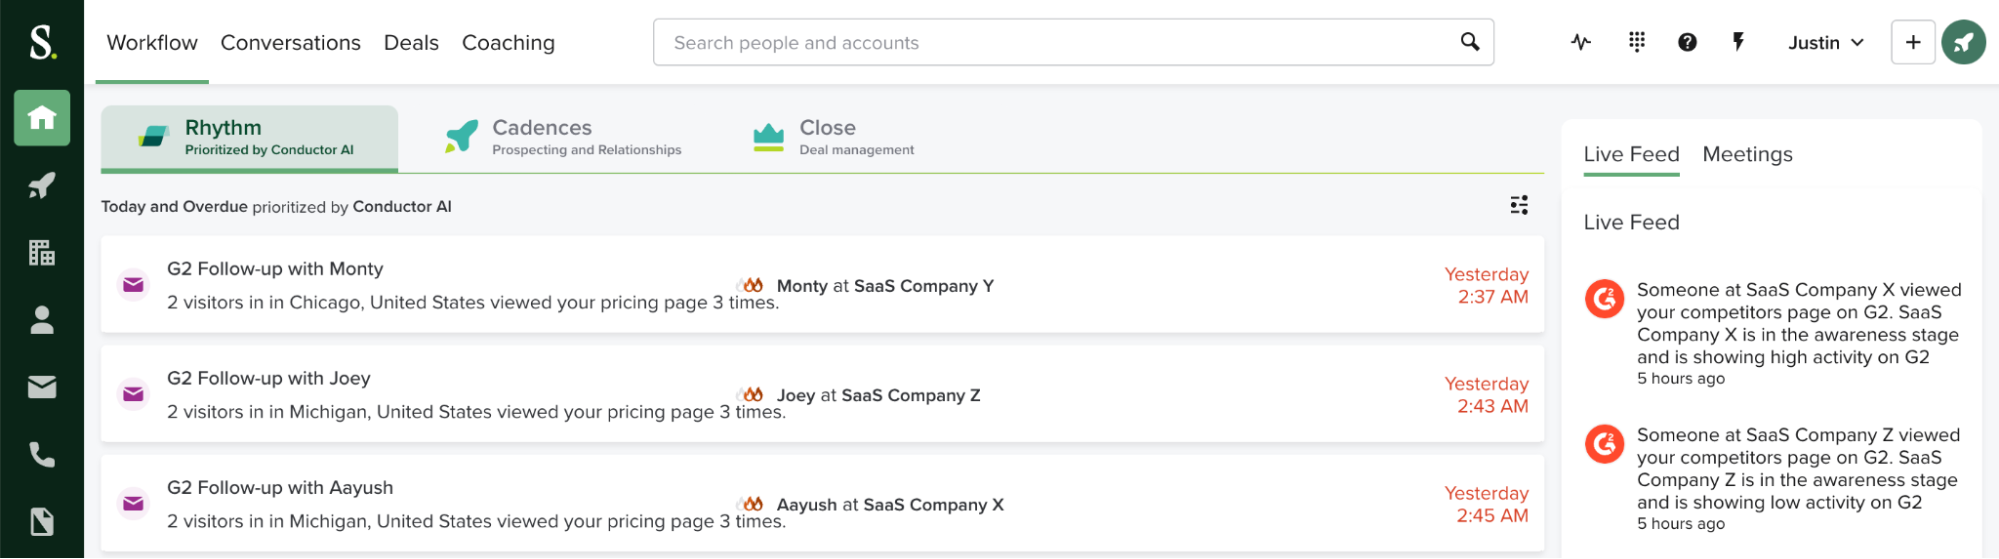 S.
Workflow Conversations Deals Coaching
Search people and accounts
Justin
Rhythm
Prioritized by Conductor AI
Cadences
Prospecting and Relationships
Close
Deal management
Today and Overdue prioritized by Conductor AI
G2 Follow-up with Monty
2 visitors in in Chicago, United States viewed your pricing page 3 times.
Monty at SaaS Company Y
Yesterday
2:37 AM
G2 Follow-up with Joey
2 visitors in in Michigan, United States viewed your pricing page 3 times.
Joey at SaaS Company Z
Yesterday
2:43 AM
G2 Follow-up with Aayush
2 visitors in in Michigan, United States viewed your pricing page 3 times.
Aayush at SaaS Company X
Yesterday
2:45 AM
Live Feed Meetings
Live Feed
Someone at SaaS Company X viewed
your competitors page on G2. SaaS
Company X is in the awareness stage
and is showing high activity on G2
5 hours ago
Someone at SaaS Company Z viewed
your competitors page on G2. SaaS
Company Z is in the awareness stage
and is showing low activity on G2
5 hours ago